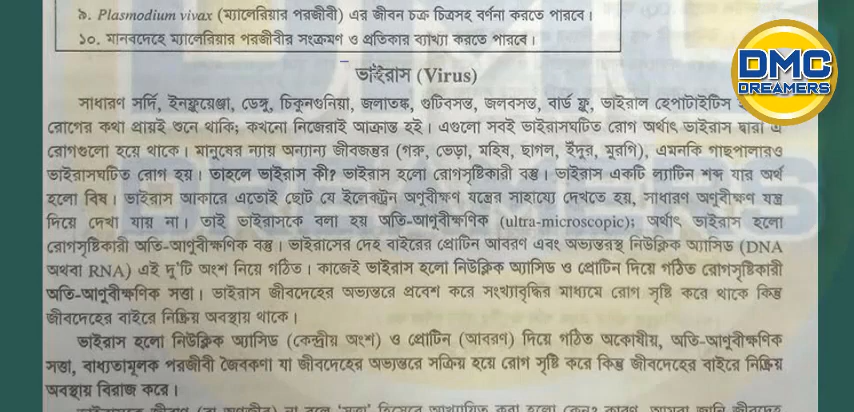 ৯. Plasmodium vivax (ম্যালেরিয়ার পরজীবী) এর জীবন চক্র চিত্রসহ বর্ণনা করতে পারবে।
১০. মানবদেহে ম্যালেরিয়ার পরজীবীর সংক্রমণ ও প্রতিকার ব্যাখ্যা করতে পারবে।
DMC
DREAMERS
ভাইরাস (Virus)
সাধারণ সর্দি, ইনফ্লুয়েঞ্জা, ডেঙ্গু, চিকুনগুনিয়া, জলাতঙ্ক, গুটিবসন্ত, জলবসন্ত, বার্ড ফ্লু, ভাইরাল হেপাটাইটিস
রোগের কথা প্রায়ই শুনে থাকি; কখনো নিজেরাই আক্রান্ত হই। এগুলো সবই ভাইরাসঘটিত রোগ অর্থাৎ ভাইরাস দ্বারা এ
রোগগুলো হয়ে থাকে। মানুষের ন্যায় অন্যান্য জীবজন্তুর (গরু, ভেড়া, মহিষ, ছাগল, ইঁদুর, মুরগি), এমনকি গাছপালারও
ভাইরাসঘটিত রোগ হয়। তাহলে ভাইরাস কী? ভাইরাস হলো রোগসৃষ্টিকারী বস্তু। ভাইরাস একটি ল্যাটিন শব্দ যার অর্থ
হলো বিষ। ভাইরাস আকারে এতোই ছোট যে ইলেকট্রন অণুবীক্ষণ যন্ত্রের সাহায্যে দেখতে হয়, সাধারণ অণুবীক্ষণ যন্ত্র
দিয়ে দেখা যায় না। তাই ভাইরাসকে বলা হয় অতি-আণুবীক্ষণিক (ultra-microscopic); অর্থাৎ ভাইরাস হলো
রোগসৃষ্টিকারী অতি-আণুবীক্ষণিক বস্তু। ভাইরাসের দেহ বাইরের প্রোটিন আবরণ এবং অভ্যন্তরস্থ নিউক্লিক অ্যাসিড (DNA
অথবা RNA) এই দু'টি অংশ নিয়ে গঠিত। কাজেই ভাইরাস হলো নিউক্লিক অ্যাসিড ও প্রোটিন দিয়ে গঠিত রোগসৃষ্টিকারী
অতি-আণুবীক্ষণিক সত্তা। ভাইরাস জীবদেহের অভ্যন্তরে প্রবেশ করে সংখ্যাবৃদ্ধির মাধ্যমে রোগ সৃষ্টি করে থাকে কিন্তু
জীবদেহের বাইরে নিষ্ক্রিয় অবস্থায় থাকে।
ভাইরাস হলো নিউক্লিক অ্যাসিড (কেন্দ্রীয় অংশ) ও প্রোটিন (আবরণ) দিয়ে গঠিত অকোষীয়, অতি-আণুবীক্ষণিক
সত্তা, বাধ্যতামূলক পরজীবী জৈবকণা যা জীবদেহের অভ্যন্তরে সক্রিয় হয়ে রোগ সৃষ্টি করে কিন্তু জীবদেহের বাইরে নিষ্ক্রিয়
অবস্থায় বিরাজ করে।